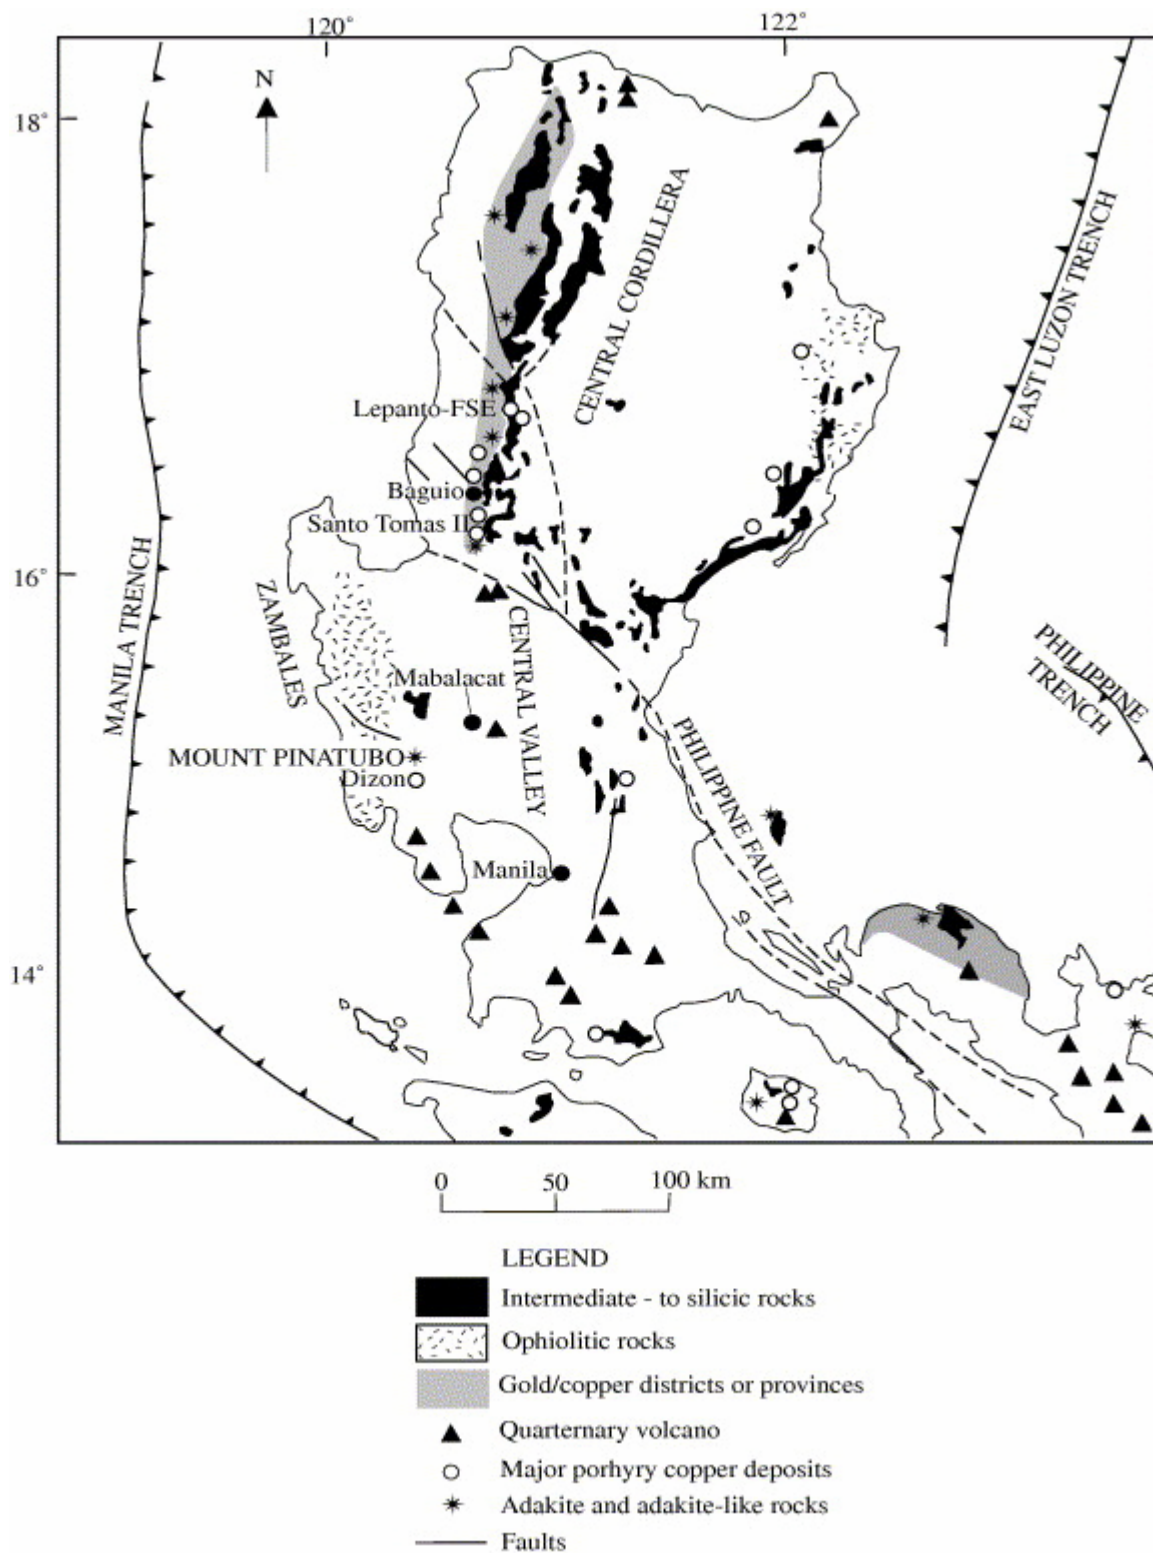 120°
122°
N
18°
CENTRAL CORDILLERA
EAST LUZON TRENCH
Lepanto-FSE
Baguio
Santo Tomas II
16°
MANILA TRENCH
ZAMBALES
CENTRAL VALLEY
PHILIPPINE
TRENCH
Mabalacat
MOUNT PINATUBO
Dizon
PHILIPPINE FAULT
Manila
14°
0 50 100 km
LEGEND
Intermediate - to silicic rocks
Ophiolitic rocks
Gold/copper districts or provinces
Quarternary volcano
Major porhyry copper deposits
Adakite and adakite-like rocks
Faults